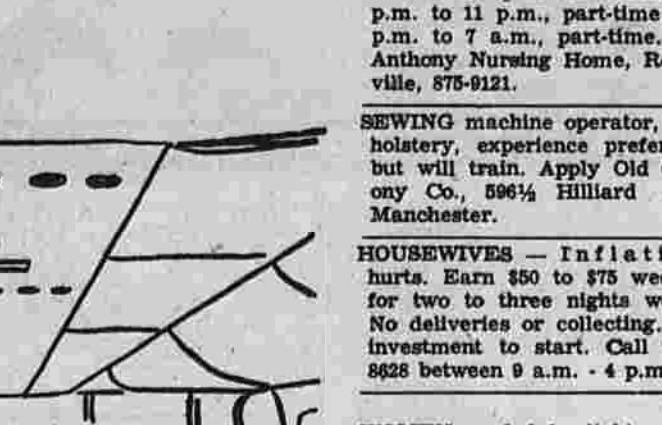 p.m. to 11 p.m., part-time
p.m. to 7 a.m., part-time.
Anthony Nursing Home,
ville, 875-9121.
SEWING machine operator,
holstery, experience
but will train. Apply Old
ony Co., 596½ Hilliard
Manchester.
HOUSEWIVES —
hurts. Earn $50 to $75
for two to three nights
No deliveries or collecting.
investment to start. Call
8628 between 9 a.m. - 4 p.m